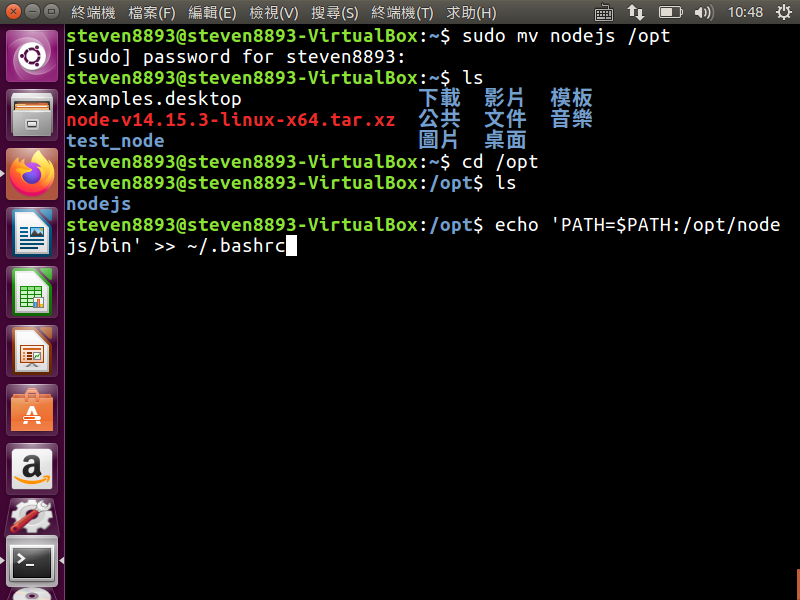 終端機 檔案(F) 編輯(E) 檢視(V) 搜尋(S) 終端機(T) 求助(H) 10:48
steven8893@steven8893-VirtualBox:~$ sudo mv nodejs /opt
[sudo] password for steven8893:
steven8893@steven8893-VirtualBox:~$ ls
examples.desktop 下載 影片 模板
node-v14.15.3-linux-x64.tar.xz 公共 文件 音樂
test_node 圖片 桌面
steven8893@steven8893-VirtualBox:~$ cd /opt
steven8893@steven8893-VirtualBox:/opt$ ls
nodejs
steven8893@steven8893-VirtualBox:/opt$ echo 'PATH=$PATH:/opt/node
js/bin' >> ~/.bashrc